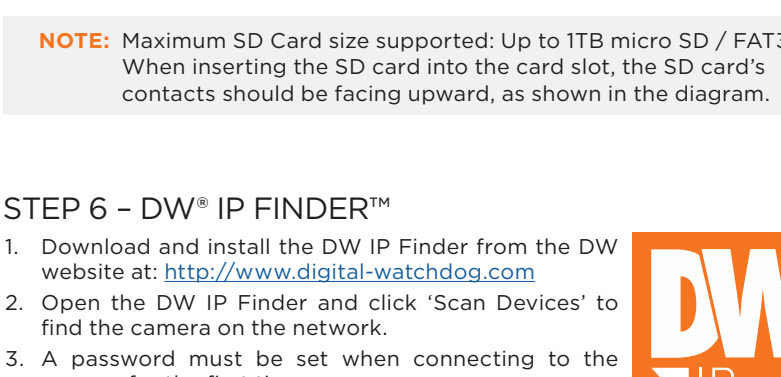 NOTE: Maximum SD Card size supported: Up to 1TB micro SD /
When inserting the SD card into the card slot, the SD card’s
contacts should be facing upward, as shown in the diagram.
STEP 6 – DW® IP FINDER™
1. Download and install the DW IP Finder from the DW
website at: http://www.digital-watchdog.com
2. Open the DW IP Finder and click ‘Scan Devices’ to
find the camera on the network.
3. A password must be set when connecting to the
DW
IP